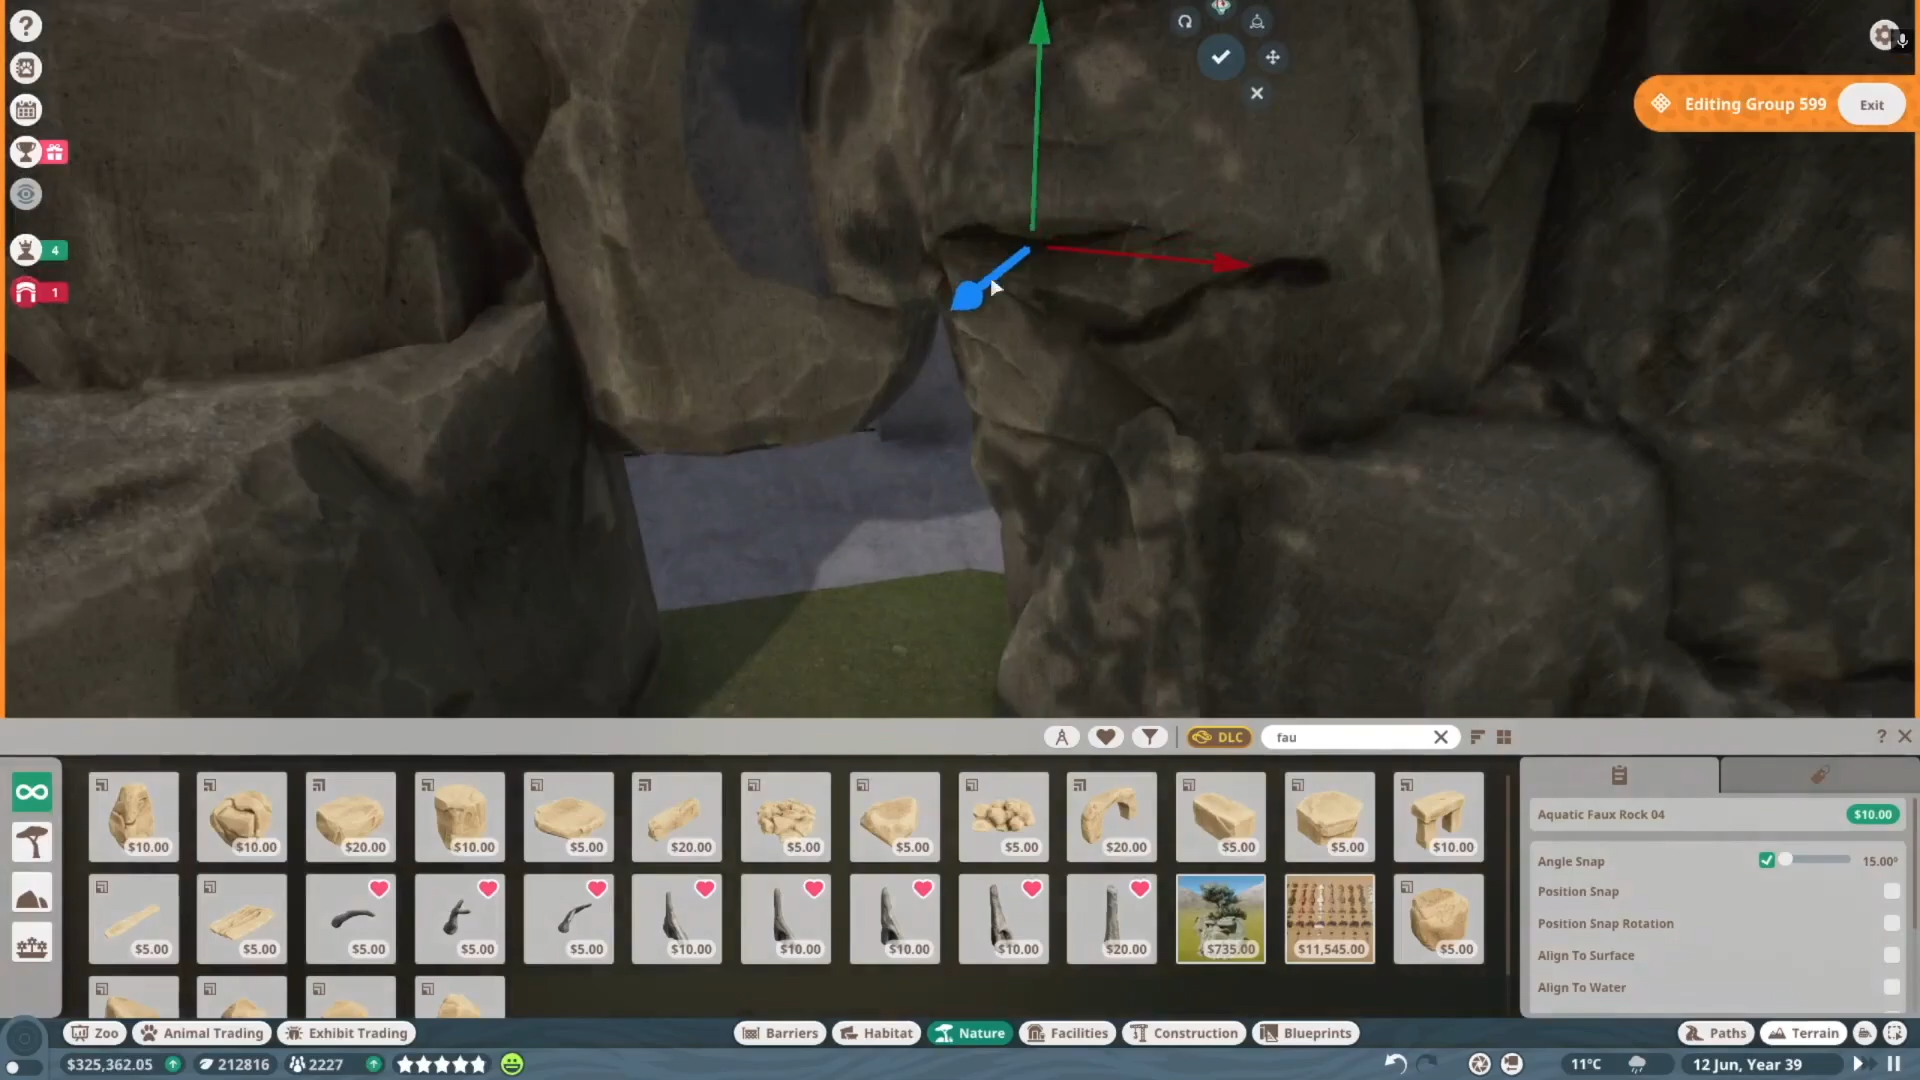 ?
Editing Group 599 Exit
4
1
DLC fau ?
$10.00 $10.00 $20.00 $10.00 $5.00 $20.00 $5.00 $5.00 $5.00 $20.00 $5.00 $5.00 $10.00
$5.00 $5.00 $5.00 $5.00 $5.00 $10.00 $10.00 $10.00 $10.00 $20.00 $735.00 $11,545.00 $5.00
Aquatic Faux Rock 04 $10.00
Angle Snap 15.00°
Position Snap
Position Snap Rotation
Align To Surface
Align To Water
Zoo Animal Trading Exhibit Trading Barriers Habitat Nature Facilities Construction Blueprints Paths Terrain
$325,362.05 212816 2227 11°C 12 Jun, Year 39